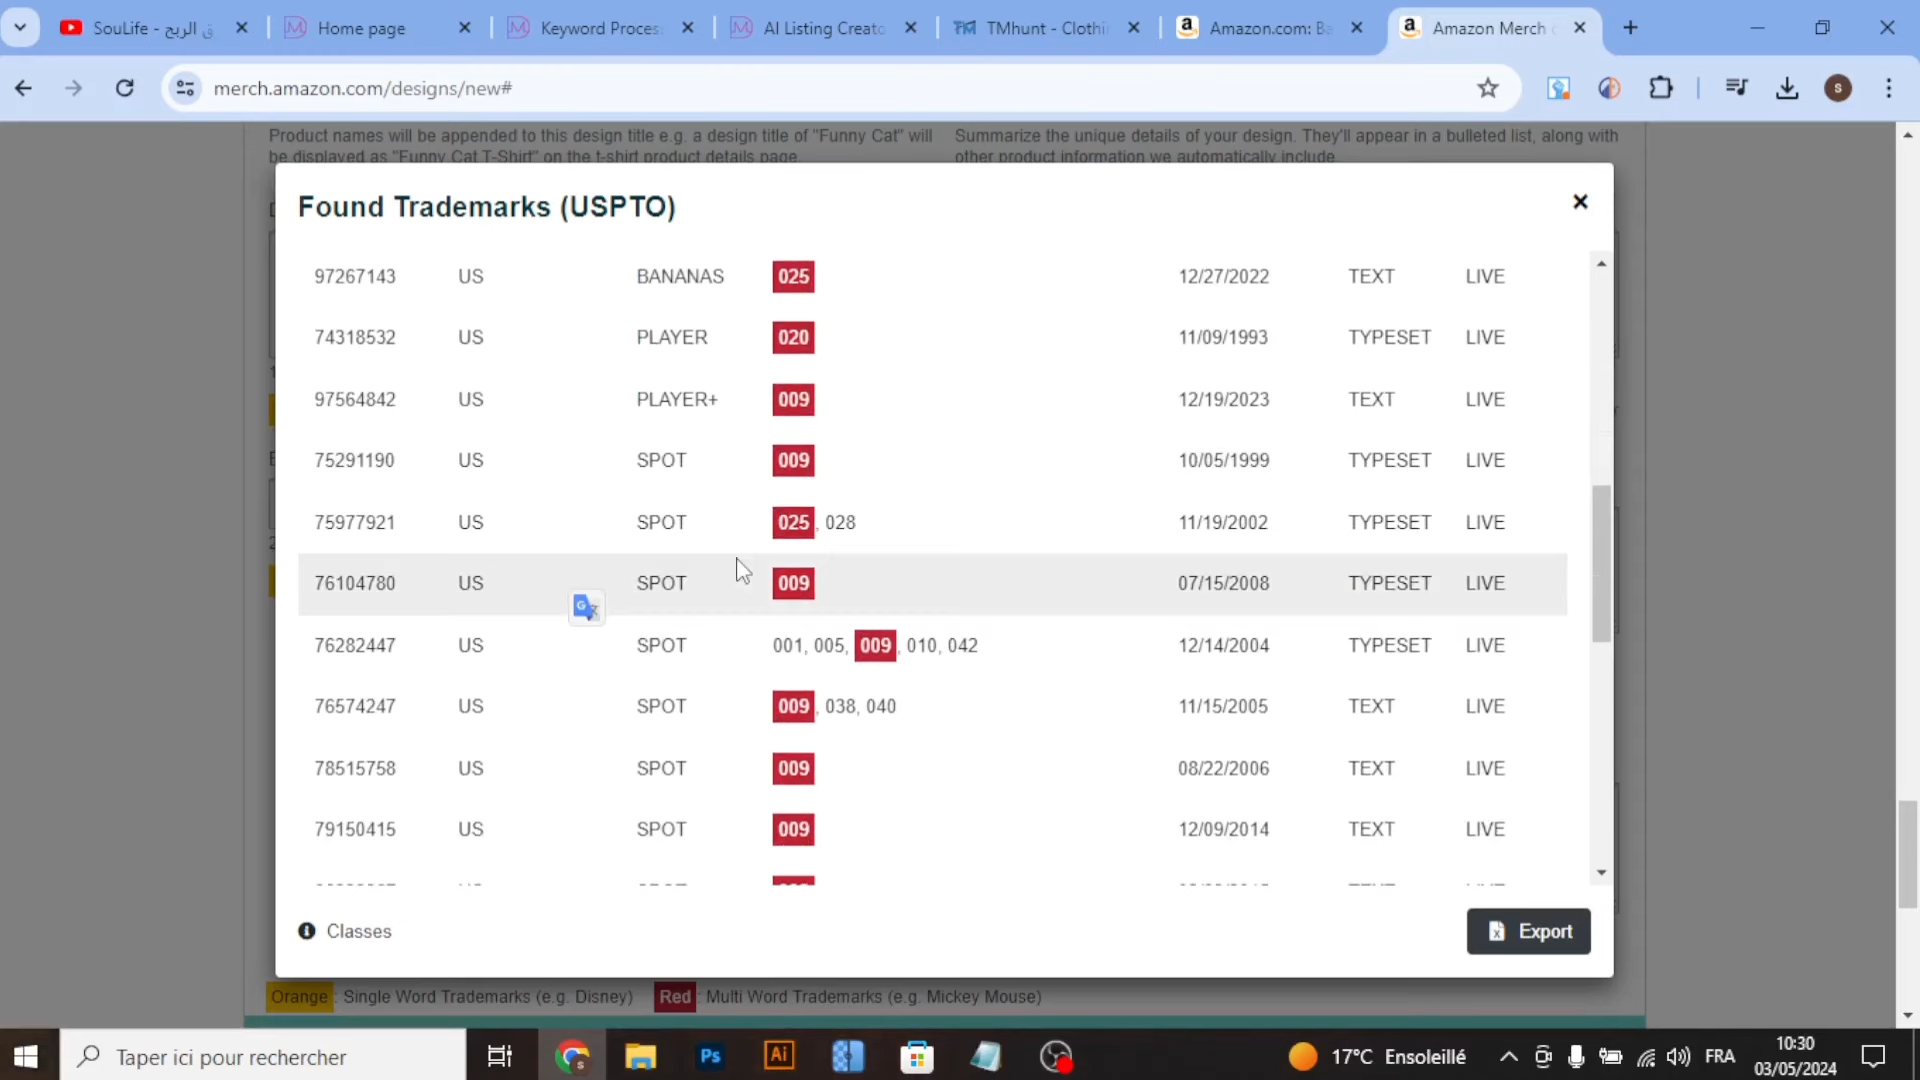 SouLife - ق الربح
Home page
Keyword Proces
AI Listing Creato
TMhunt - Clothi
Amazon.com: Ba
Amazon Merch
merch.amazon.com/designs/new#
Product names will be appended to this design title e.g. a design title of "Funny Cat" will
be displayed as "Funny Cat T-Shirt" on the t-shirt product details page
Summarize the unique details of your design. They'll appear in a bulleted list, along with
other product information we automatically include
Found Trademarks (USPTO)
97267143 US BANANAS 025 12/27/2022 TEXT LIVE
74318532 US PLAYER 020 11/09/1993 TYPESET LIVE
97564842 US PLAYER+ 009 12/19/2023 TEXT LIVE
75291190 US SPOT 009 10/05/1999 TYPESET LIVE
75977921 US SPOT 025, 028 11/19/2002 TYPESET LIVE
76104780 US SPOT 009 07/15/2008 TYPESET LIVE
76282447 US SPOT 001, 005, 009, 010, 042 12/14/2004 TYPESET LIVE
76574247 US SPOT 009, 038, 040 11/15/2005 TEXT LIVE
78515758 US SPOT 009 08/22/2006 TEXT LIVE
79150415 US SPOT 009 12/09/2014 TEXT LIVE
Classes
Export
Orange : Single Word Trademarks (e.g. Disney) Red : Multi Word Trademarks (e.g. Mickey Mouse)
Taper ici pour rechercher
Ps
Ai
17°C Ensoleillé
FRA
10:30
03/05/2024